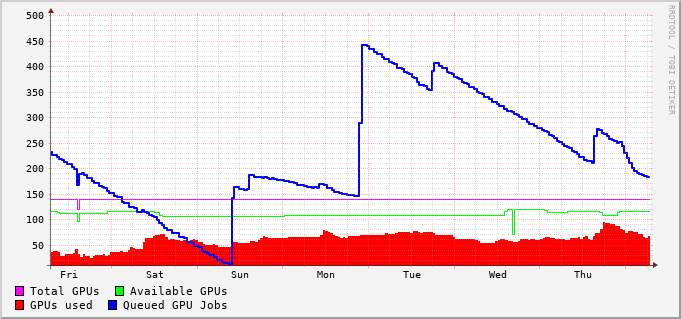 500
450
400
350
300
250
200
150
100
50
Fri Sat Sun Mon Tue Wed Thu
RRDTOOL / TOBI OETIKER
Total GPUs Available GPUs
GPUs used Queued GPU Jobs